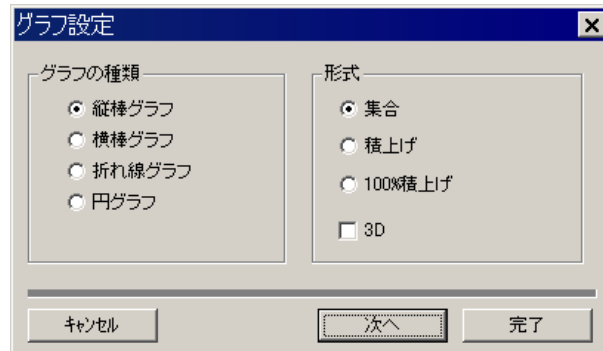 グラフ設定
グラフの種類
縦棒グラフ
横棒グラフ
折れ線グラフ
円グラフ
形式
集合
積上げ
100%積上げ
3D
キャンセル
次へ
完了